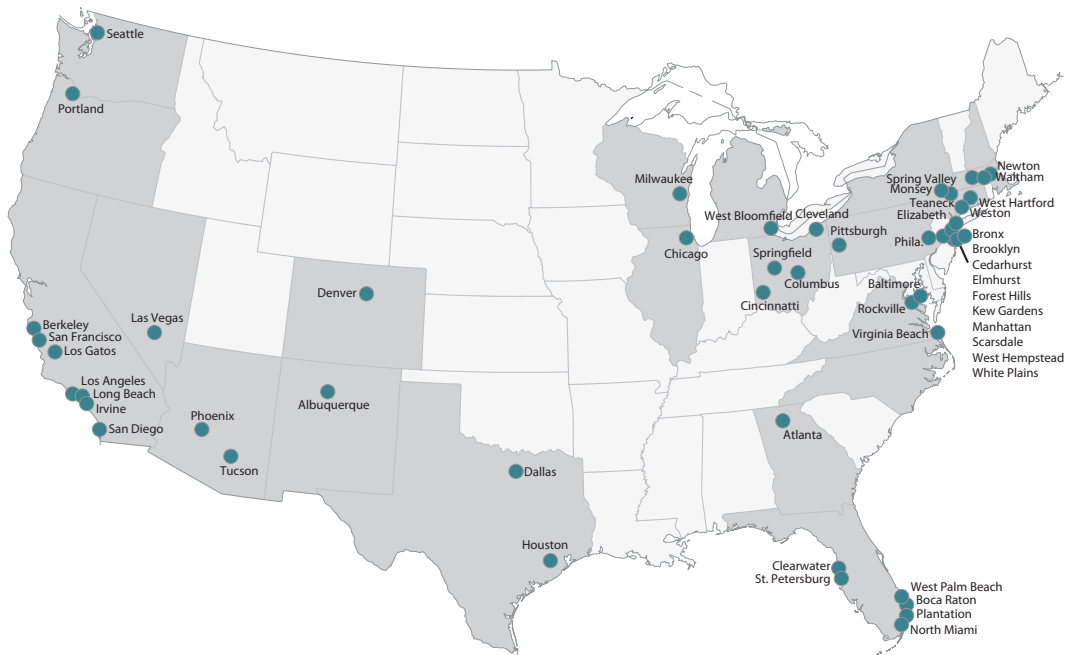 Seattle
Portland
Newton
Waltham
Spring Valley
Monsey
Milwaukee
Teaneck
West Hartford
Elizabeth
Weston
West Bloomfield
Cleveland
Pittsburgh
Phila.
Bronx
Brooklyn
Chicago
Springfield
Cedarhurst
Columbus
Baltimore
Elmhurst
Denver
Cincinnatti
Rockville
Forest Hills
Kew Gardens
Las Vegas
Berkeley
San Francisco
Los Gatos
Virginia Beach
Manhattan
Scarsdale
West Hempstead
White Plains
Los Angeles
Long Beach
Irvine
Albuquerque
San Diego
Phoenix
Tucson
Atlanta
Dallas
Houston
Clearwater
St. Petersburg
West Palm Beach
Boca Raton
Plantation
North Miami